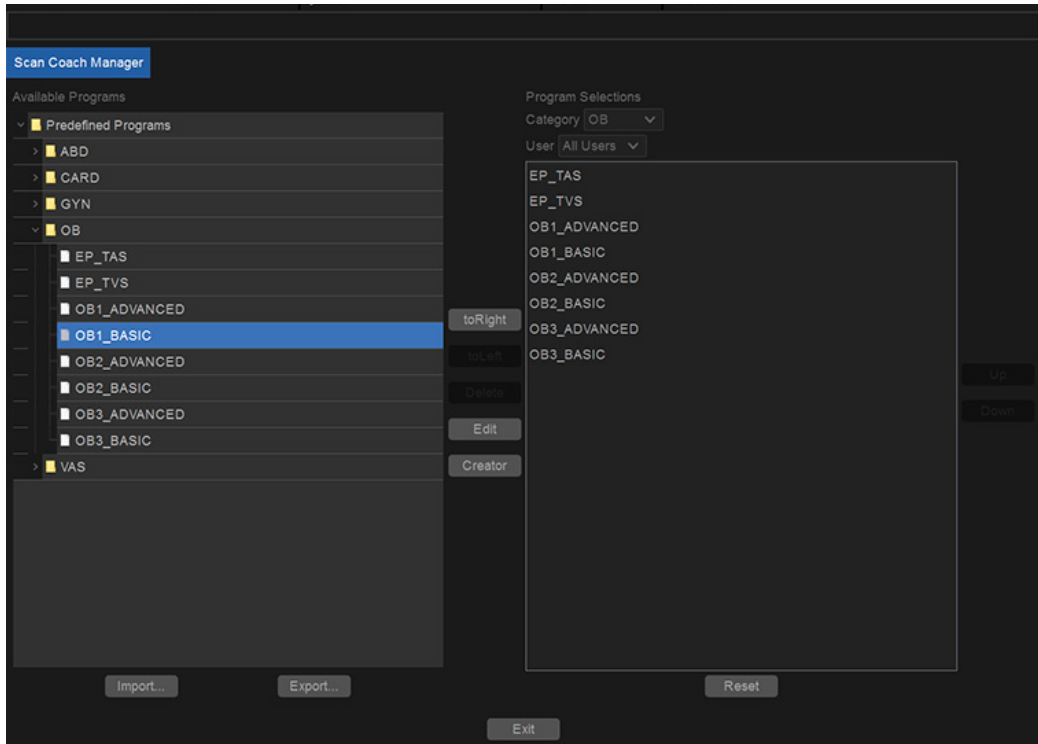 Scan Coach Manager
Available Programs
Predefined Programs
ABD
CARD
GYN
OB
EP_TAS
EP_TVS
OB1_ADVANCED
OB1_BASIC
OB2_ADVANCED
OB2_BASIC
OB3_ADVANCED
OB3_BASIC
VAS
Import...
Export...
toRight
toLeft
Delete
Edit
Creator
Program Selections
Category OB
User All Users
EP_TAS
EP_TVS
OB1_ADVANCED
OB1_BASIC
OB2_ADVANCED
OB2_BASIC
OB3_ADVANCED
OB3_BASIC
Up
Down
Reset
Exit